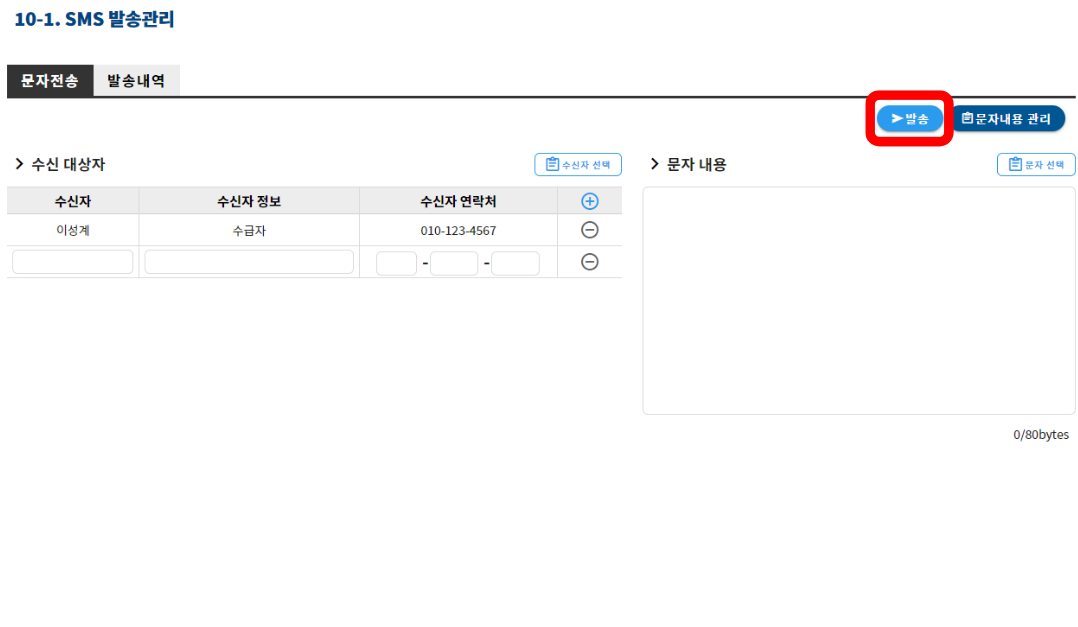 10-1. SMS 발송관리
문자전송 발송내역
발송 문자내용 관리
수신 대상자 수신자 선택
수신자 수신자 정보 수신자 연락처
이성계 수급자 010-123-4567
- -
문자 내용 문자 선택
0/80bytes